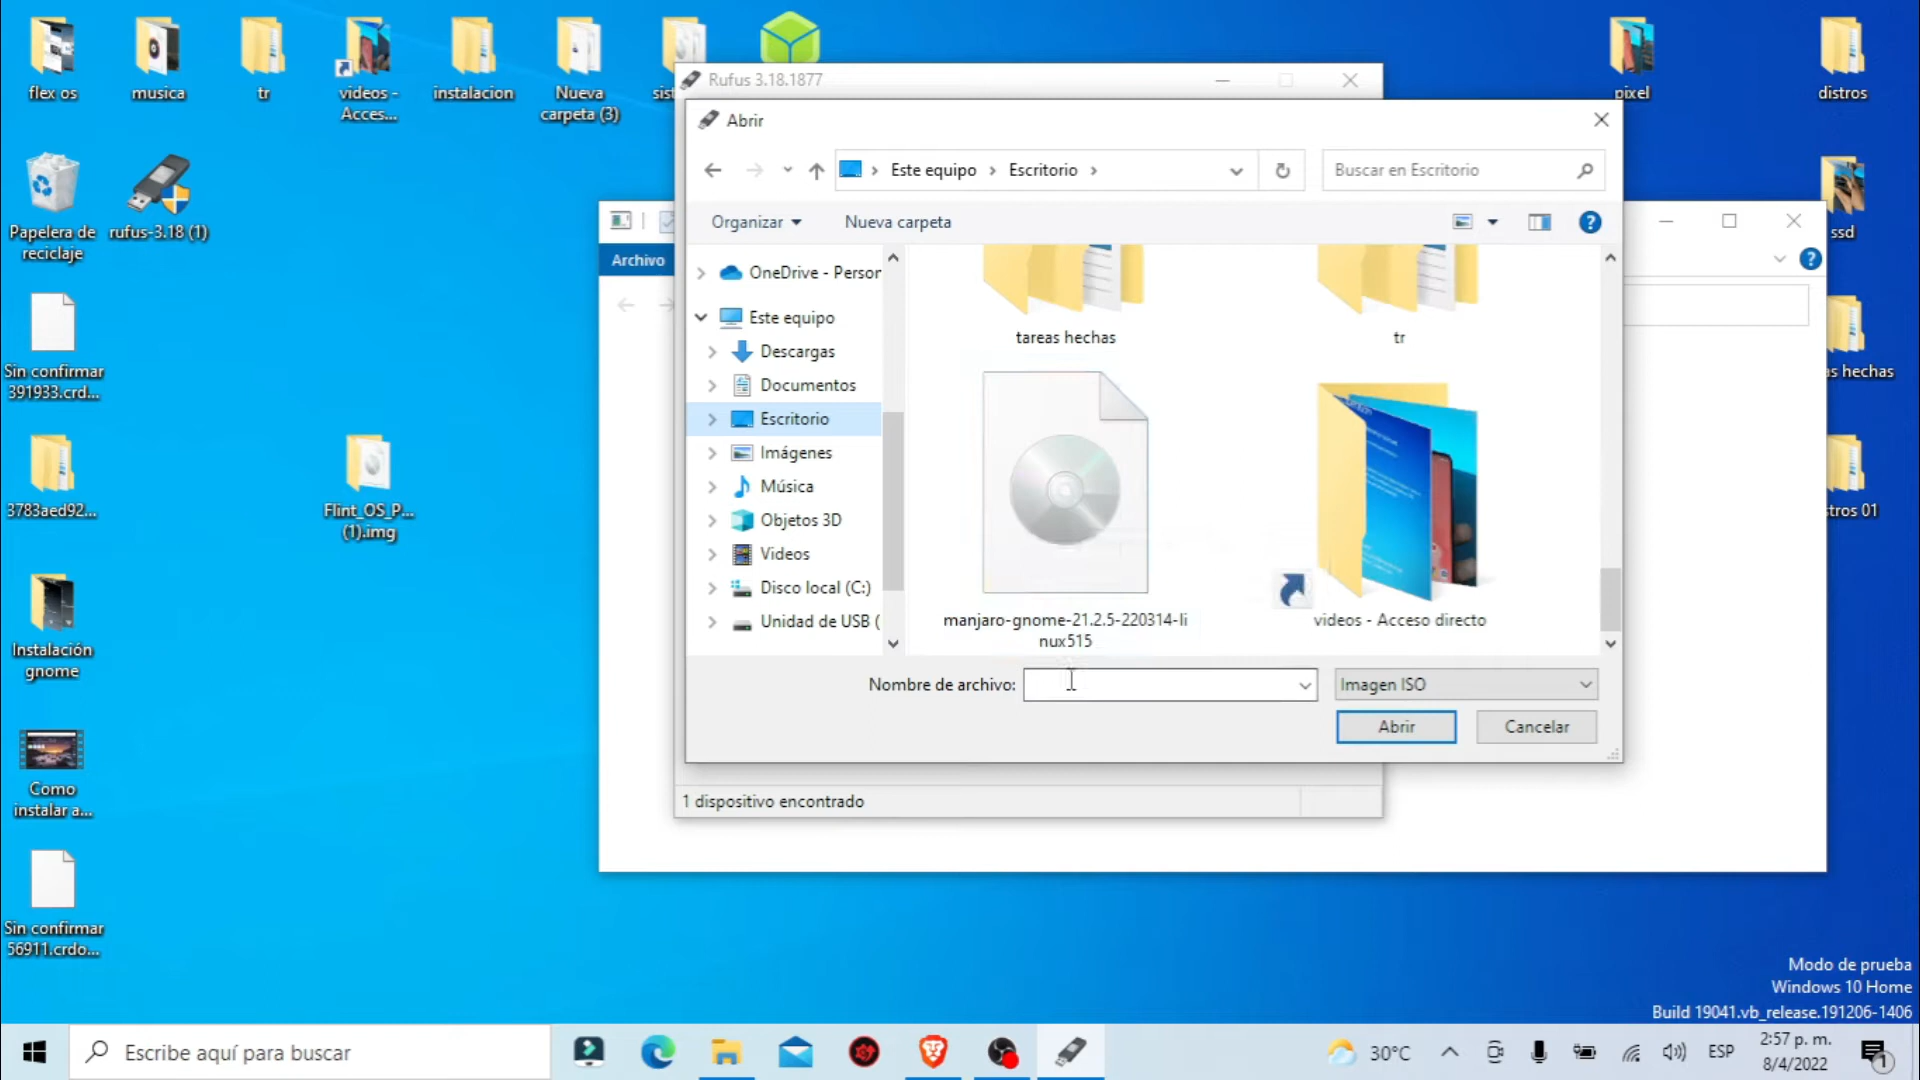 flex os
musica
tr
videos -
Acces...
instalacion
Nueva
carpeta (3)
pixel
distros
Papelera de
reciclaje
rufus-3.18 (1)
ssd
Sin confirmar
391933.crd...
3783aed92...
Flint_OS_P...
(1).img
Instalación
gnome
Como
instalar a...
Sin confirmar
56911.crdo...
Rufus 3.18.1877
Abrir
Este equipo
Escritorio
Buscar en Escritorio
Organizar
Nueva carpeta
Archivo
OneDrive - Person
Este equipo
Descargas
Documentos
Escritorio
Imágenes
Música
Objetos 3D
Videos
Disco local (C:)
Unidad de USB (
tareas hechas
tr
manjaro-gnome-21.2.5-220314-li
nux515
videos - Acceso directo
Nombre de archivo:
Imagen ISO
Abrir
Cancelar
1 dispositivo encontrado
as hechas
stros 01
Modo de prueba
Windows 10 Home
Build 19041.vb_release.191206-1406
Escribe aquí para buscar
30°C
ESP
2:57 p. m.
8/4/2022
1